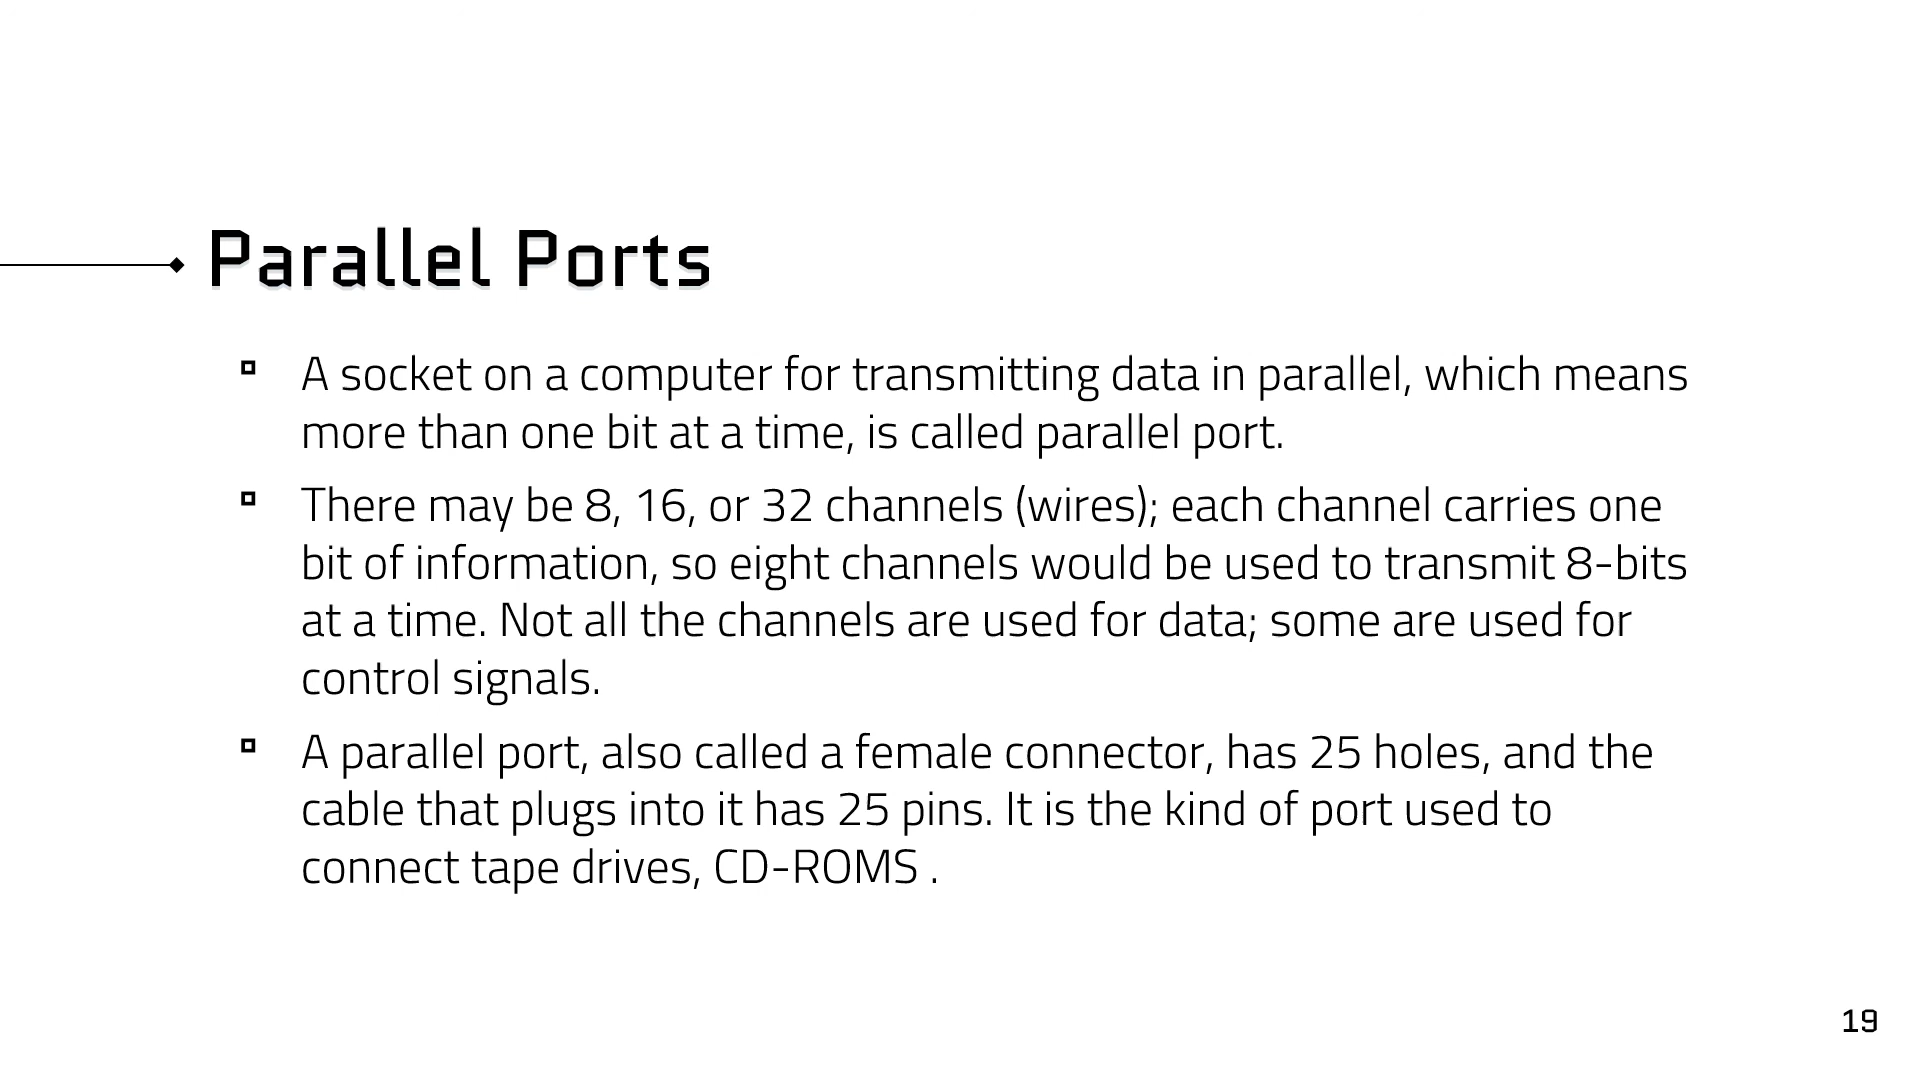 Parallel Ports
A socket on a computer for transmitting data in parallel, which means
more than one bit at a time, is called parallel port.
There may be 8, 16, or 32 channels (wires); each channel carries one
bit of information, so eight channels would be used to transmit 8-bits
at a time. Not all the channels are used for data; some are used for
control signals.
A parallel port, also called a female connector, has 25 holes, and the
cable that plugs into it has 25 pins. It is the kind of port used to
connect tape drives, CD-ROMS .
19